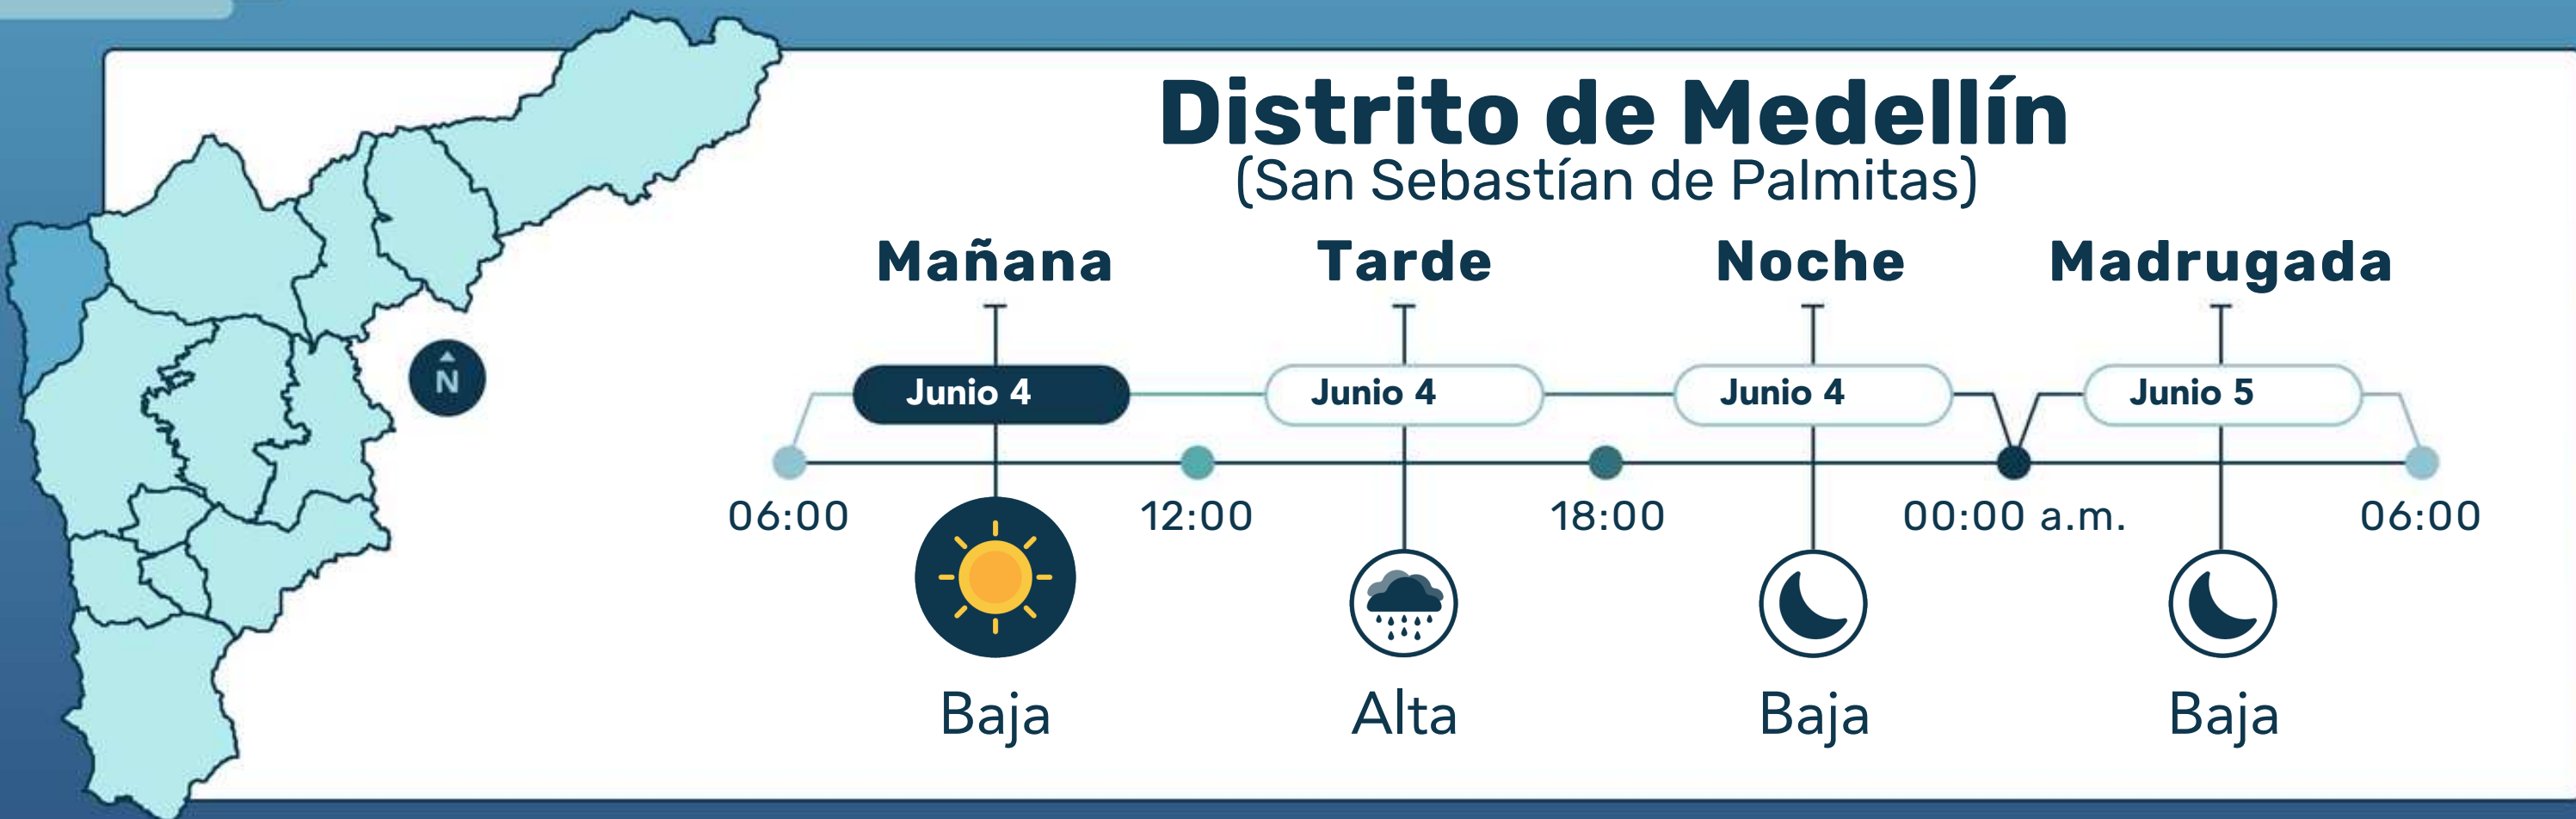 Distrito de Medellín
(San Sebastían de Palmitas)
Mañana Tarde Noche Madrugada
Junio 4 Junio 4 Junio 4 Junio 5
06:00 12:00 18:00 00:00 a.m. 06:00
Baja Alta Baja Baja
N